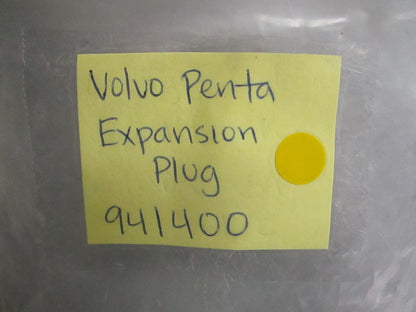 Volvo Penta
Expansion
Plug
941400